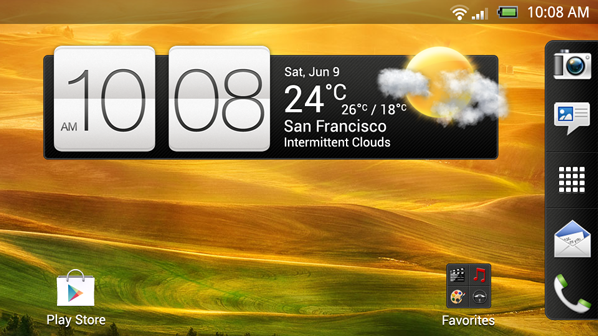 10:08 AM
AM 10 08
Sat, Jun 9
24°C
26°C / 18°C
San Francisco
Intermittent Clouds
Play Store
Favorites